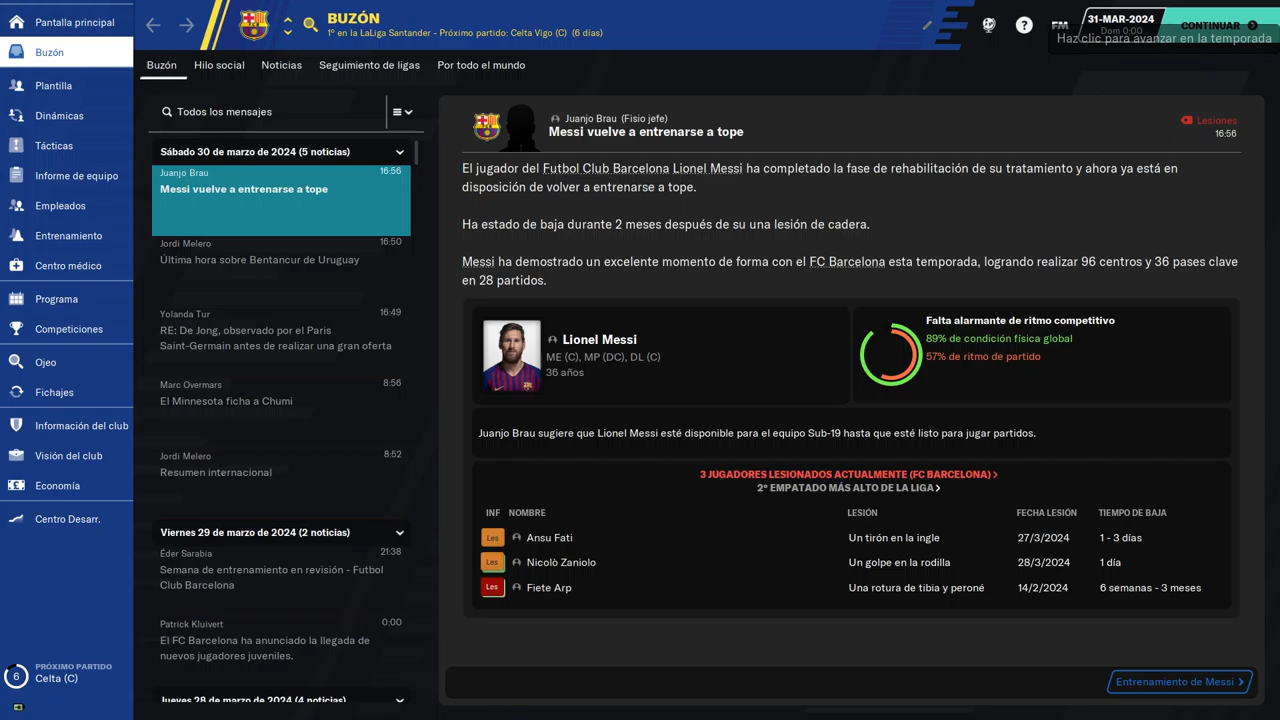 Pantalla principal
Buzón
Plantilla
Dinámicas
Tácticas
Informe de equipo
Empleados
Entrenamiento
Centro médico
Programa
Competiciones
Ojeo
Fichajes
Información del club
Visión del club
Economía
Centro Desarr.
6
PRÓXIMO PARTIDO
Celta (C)
BUZÓN
1º en la LaLiga Santander - Próximo partido: Celta Vigo (C) (6 días)
FM
31-MAR-2024
Dom 0:00
CONTINUAR
Haz clic para avanzar en la temporada
Buzón
Hilo social
Noticias
Seguimiento de ligas
Por todo el mundo
Todos los mensajes
Sábado 30 de marzo de 2024 (5 noticias)
Juanjo Brau 16:56
Messi vuelve a entrenarse a tope
Jordi Melero 16:50
Última hora sobre Bentancur de Uruguay
Yolanda Tur 16:49
RE: De Jong, observado por el Paris
Saint-Germain antes de realizar una gran oferta
Marc Overmars 8:56
El Minnesota ficha a Chumi
Jordi Melero 8:52
Resumen internacional
Viernes 29 de marzo de 2024 (2 noticias)
Éder Sarabia 21:38
Semana de entrenamiento en revisión - Futbol
Club Barcelona
Patrick Kluivert 0:00
El FC Barcelona ha anunciado la llegada de
nuevos jugadores juveniles.
Jueves 28 de marzo de 2024 (4 noticias)
Juanjo Brau (Fisio jefe)
Messi vuelve a entrenarse a tope
Lesiones
16:56
El jugador del Futbol Club Barcelona Lionel Messi ha completado la fase de rehabilitación de su tratamiento y ahora ya está en
disposición de volver a entrenarse a tope.
Ha estado de baja durante 2 meses después de su una lesión de cadera.
Messi ha demostrado un excelente momento de forma con el FC Barcelona esta temporada, logrando realizar 96 centros y 36 pases clave
en 28 partidos.
Lionel Messi
ME (C), MP (DC), DL (C)
36 años
Falta alarmante de ritmo competitivo
89% de condición física global
57% de ritmo de partido
Juanjo Brau sugiere que Lionel Messi esté disponible para el equipo Sub-19 hasta que esté listo para jugar partidos.
3 JUGADORES LESIONADOS ACTUALMENTE (FC BARCELONA)
2º EMPATADO MÁS ALTO DE LA LIGA
INF NOMBRE LESIÓN FECHA LESIÓN TIEMPO DE BAJA
Les Ansu Fati Un tirón en la ingle 27/3/2024 1 - 3 días
Les Nicolò Zaniolo Un golpe en la rodilla 28/3/2024 1 día
Les Fiete Arp Una rotura de tibia y peroné 14/2/2024 6 semanas - 3 meses
Entrenamiento de Messi